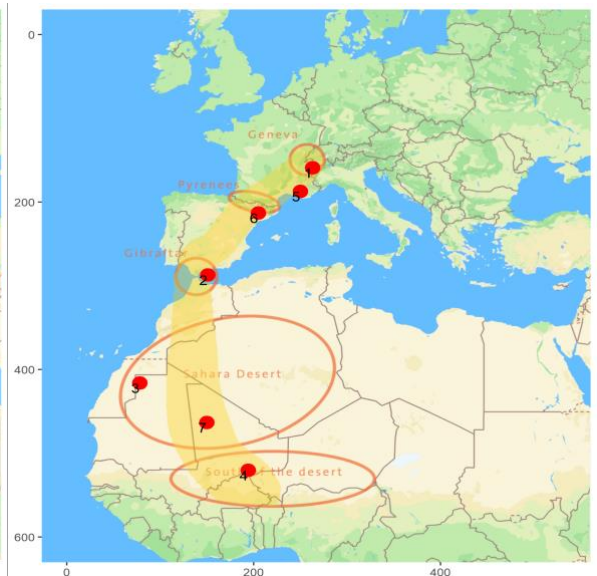 0
Geneva
1
Pyrenees
5
200
6
Gibraltar
2
Sahara Desert
400
3
7
South of the desert
4
600
0
200
400